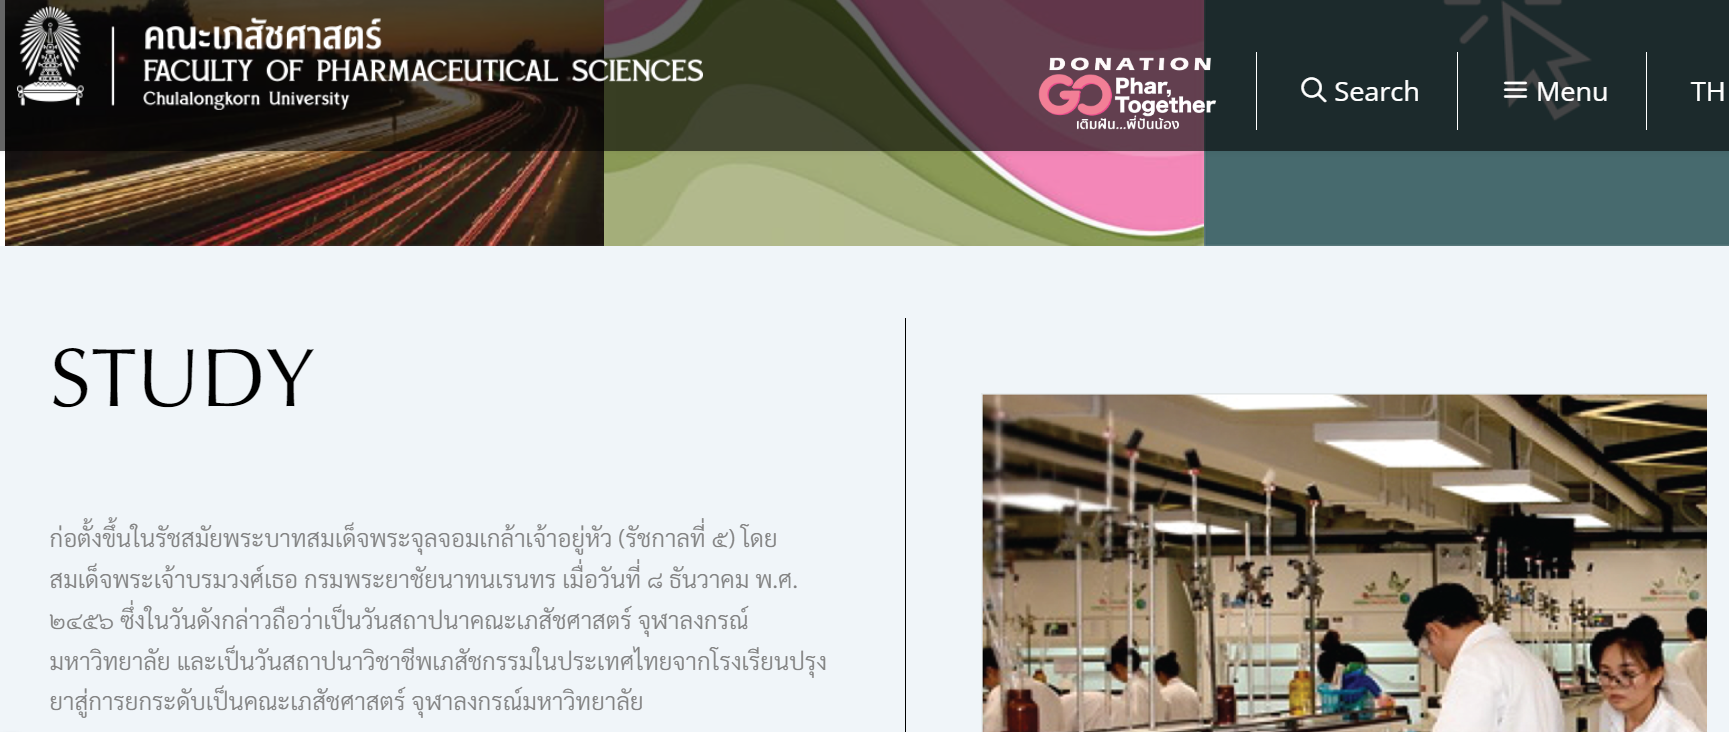 คณะเภสัชศาสตร์
FACULTY OF PHARMACEUTICAL SCIENCES
Chulalongkorn University
DONATION
GO Phar,
Together
เติมฝัน...พี่ปันน้อง
Search
Menu
TH
STUDY
ก่อตั้งขึ้นในรัชสมัยพระบาทสมเด็จพระจุลจอมเกล้าเจ้าอยู่หัว (รัชกาลที่ ๕) โดย
สมเด็จพระเจ้าบรมวงศ์เธอ กรมพระยาชัยนาทนเรนทร เมื่อวันที่ ๘ ธันวาคม พ.ศ.
๒๔๕๖ ซึ่งในวันดังกล่าวถือว่าเป็นวันสถาปนาคณะเภสัชศาสตร์ จุฬาลงกรณ์
มหาวิทยาลัย และเป็นวันสถาปนาวิชาชีพเภสัชกรรมในประเทศไทยจากโรงเรียนปรุง
ยาสู่การยกระดับเป็นคณะเภสัชศาสตร์ จุฬาลงกรณ์มหาวิทยาลัย